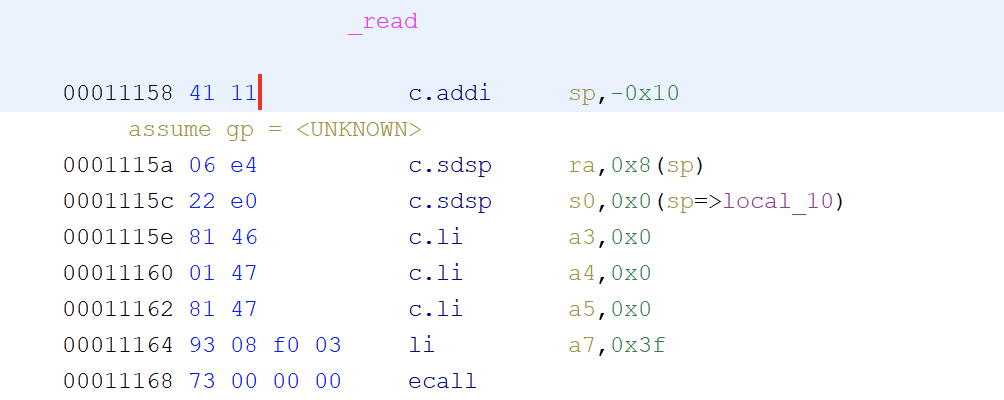 _read
00011158 41 11 c.addi sp,-0x10
assume gp = <UNKNOWN>
0001115a 06 e4 c.sdsp ra,0x8(sp)
0001115c 22 e0 c.sdsp s0,0x0(sp=>local_10)
0001115e 81 46 c.li a3,0x0
00011160 01 47 c.li a4,0x0
00011162 81 47 c.li a5,0x0
00011164 93 08 f0 03 li a7,0x3f
00011168 73 00 00 00 ecall